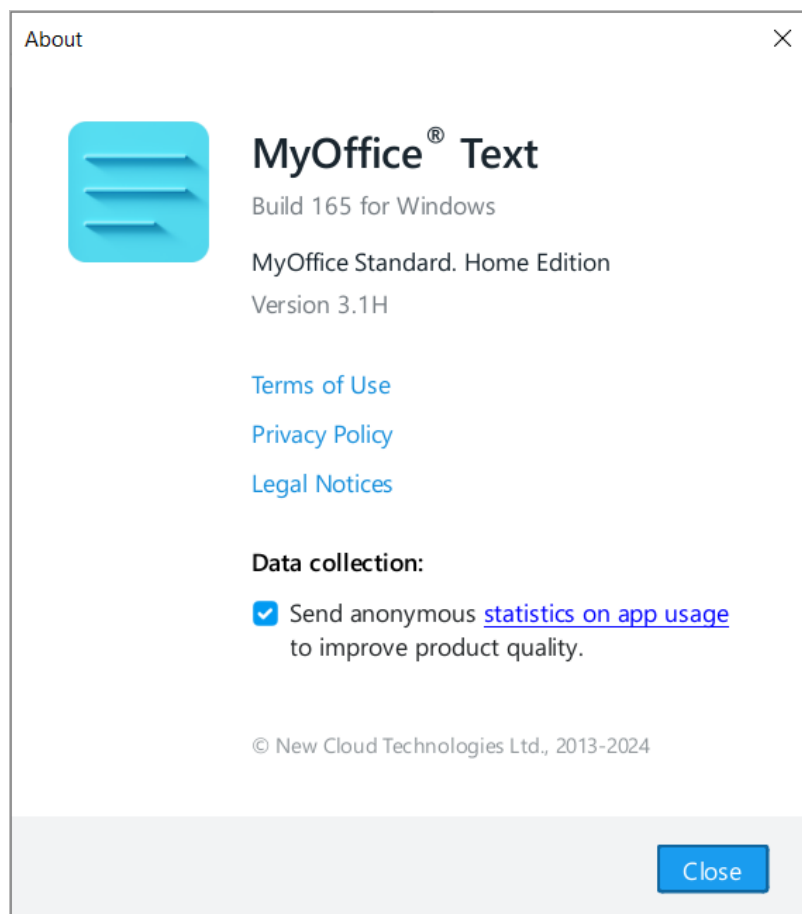 About
MyOffice® Text
Build 165 for Windows
MyOffice Standard. Home Edition
Version 3.1H
Terms of Use
Privacy Policy
Legal Notices
Data collection:
Send anonymous statistics on app usage
to improve product quality.
© New Cloud Technologies Ltd., 2013-2024
Close